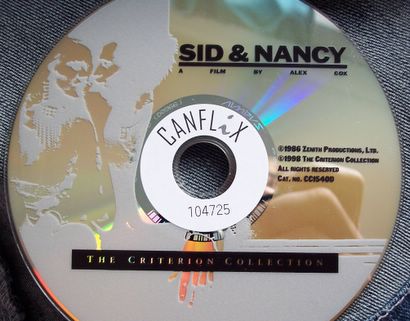 SID & NANCY
A FILM BY ALEX COX
CANFLiX
104725
©1986 ZENITH PRODUCTIONS, LTD.
©1998 THE CRITERION COLLECTION
ALL RIGHTS RESERVED
CAT. NO. CC1540D
THE CRITERION COLLECTION